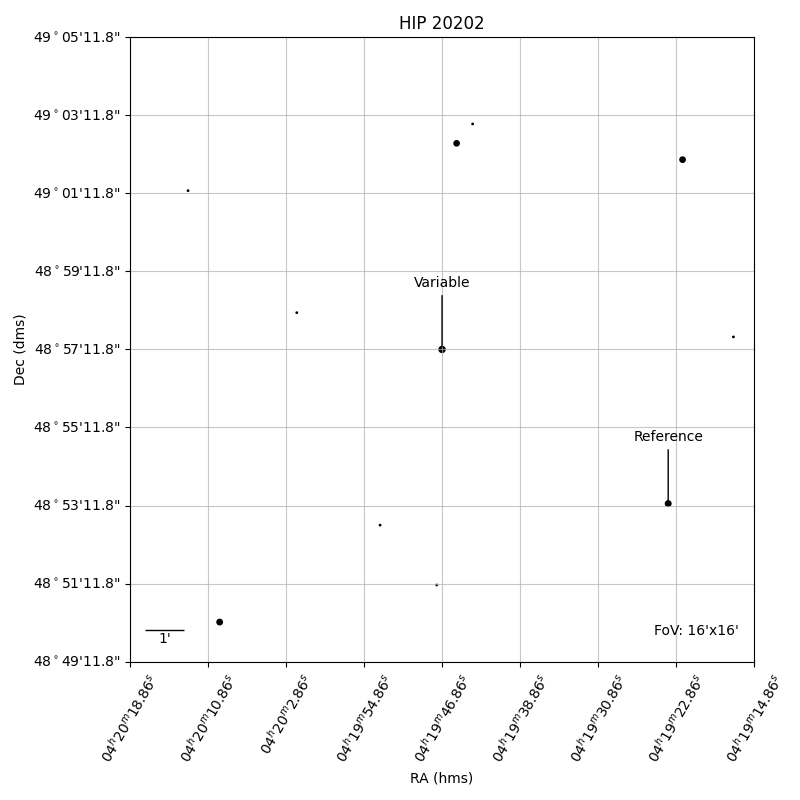 HIP 20202
49°05'11.8"
49°03'11.8"
49°01'11.8"
48°59'11.8"
48°57'11.8"
48°55'11.8"
48°53'11.8"
48°51'11.8"
48°49'11.8"
Dec (dms)
Variable
Reference
1'
FoV: 16'x16'
04ʰ20ᵐ18.86ˢ
04ʰ20ᵐ10.86ˢ
04ʰ20ᵐ2.86ˢ
04ʰ19ᵐ54.86ˢ
04ʰ19ᵐ46.86ˢ
04ʰ19ᵐ38.86ˢ
04ʰ19ᵐ30.86ˢ
04ʰ19ᵐ22.86ˢ
04ʰ19ᵐ14.86ˢ
RA (hms)